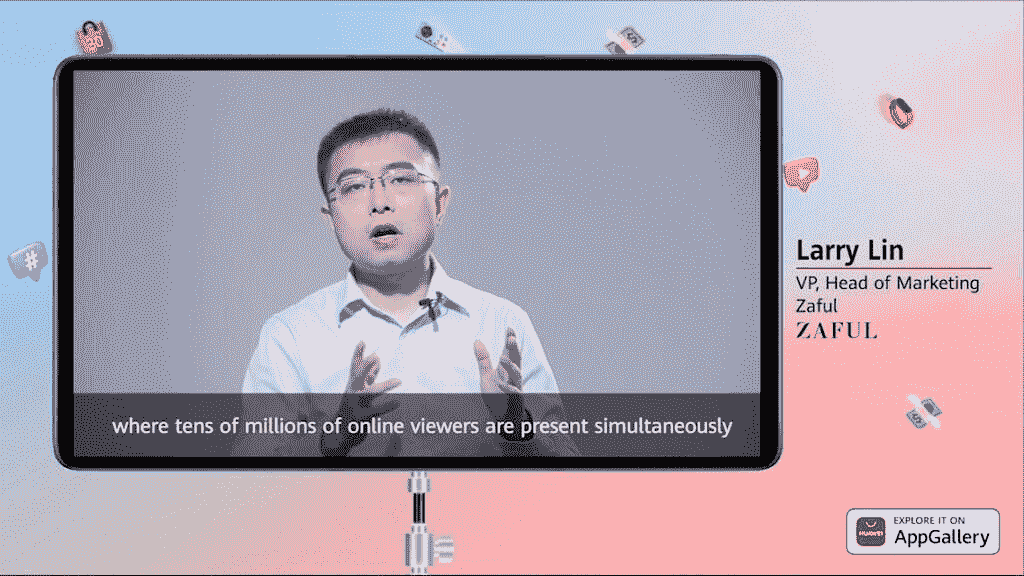 #
Larry Lin
VP, Head of Marketing
Zaful
ZAFUL
where tens of millions of online viewers are present simultaneously
EXPLORE IT ON
AppGallery
HUAWEI